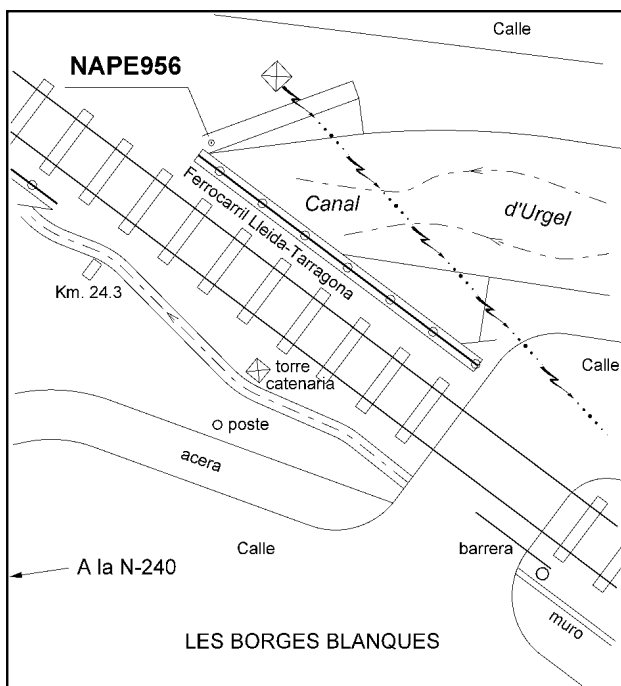 Calle
NAPE956
Canal
d'Urgel
Ferrocarril Lleida-Tarragona
Km. 24.3
torre
catenaria
Calle
poste
acera
Calle
barrera
A la N-240
muro
LES BORGES BLANQUES